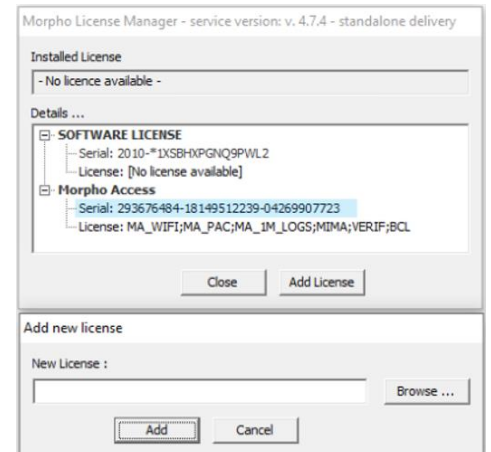 Morpho License Manager - service version: v. 4.7.4 - standalone delivery
Installed License
- No licence available -
Details ...
SOFTWARE LICENSE
Serial: 2010-*1XSBHXPGNQ9PWL2
License: [No license available]
Morpho Access
Serial: 293676484-18149512239-04269907723
License: MA_WIFI;MA_PAC;MA_1M_LOGS;MIMA;VERIF;BCL
Close Add License
Add new license
New License :
Browse ...
Add Cancel